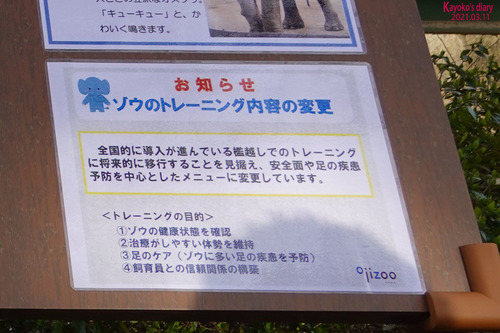 「キューキュー」と、か
わいく鳴きます。
Kayoko's diary
2021.03.11
お知らせ
ゾウのトレーニング内容の変更
全国的に導入が進んでいる檻越しでのトレーニング
に将来的に移行することを見据え、安全面や足の疾患
予防を中心としたメニューに変更しています。
＜トレーニングの目的＞
①ゾウの健康状態を確認
②治療がしやすい体勢を維持
③足のケア（ゾウに多い足の疾患を予防）
④飼育員との信頼関係の構築
ojizoo